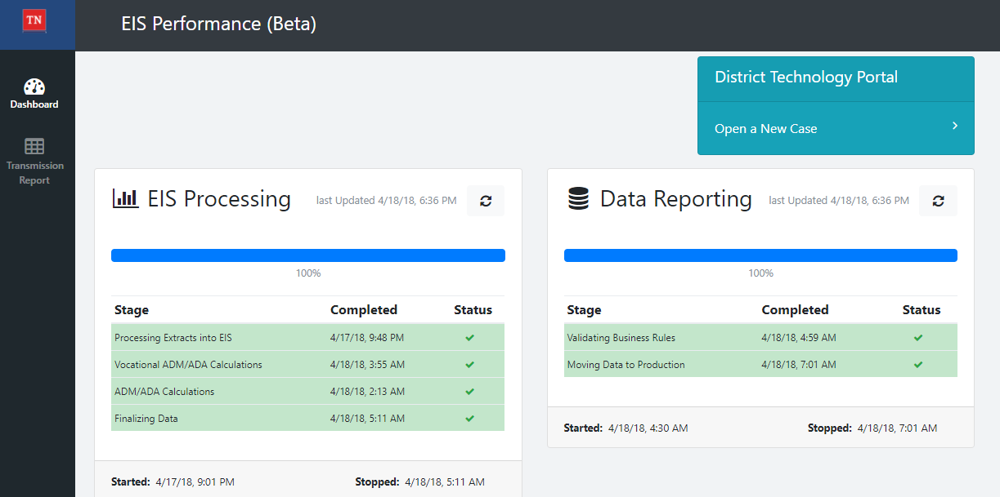 TN
EIS Performance (Beta)
Dashboard
Transmission
Report
District Technology Portal
Open a New Case
EIS Processing last Updated 4/18/18, 6:36 PM
100%
Stage Completed Status
Processing Extracts into EIS 4/17/18, 9:48 PM
Vocational ADM/ADA Calculations 4/18/18, 3:55 AM
ADM/ADA Calculations 4/18/18, 2:13 AM
Finalizing Data 4/18/18, 5:11 AM
Started: 4/17/18, 9:01 PM Stopped: 4/18/18, 5:11 AM
Data Reporting last Updated 4/18/18, 6:36 PM
100%
Stage Completed Status
Validating Business Rules 4/18/18, 4:59 AM
Moving Data to Production 4/18/18, 7:01 AM
Started: 4/18/18, 4:30 AM Stopped: 4/18/18, 7:01 AM